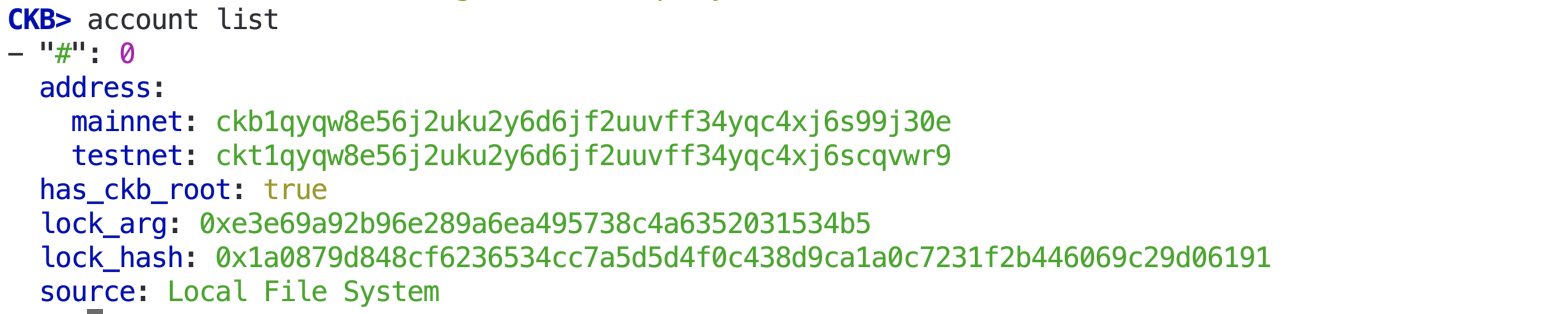 CKB> account list
- "#": 0
address:
mainnet: ckb1qyqw8e56j2uku2y6d6jf2uuvff34yqc4xj6s99j30e
testnet: ckt1qyqw8e56j2uku2y6d6jf2uuvff34yqc4xj6scqvwr9
has_ckb_root: true
lock_arg: 0xe3e69a92b96e289a6ea495738c4a6352031534b5
lock_hash: 0x1a0879d848cf6236534cc7a5d5d4f0c438d9ca1a0c7231f2b446069c29d06191
source: Local File System